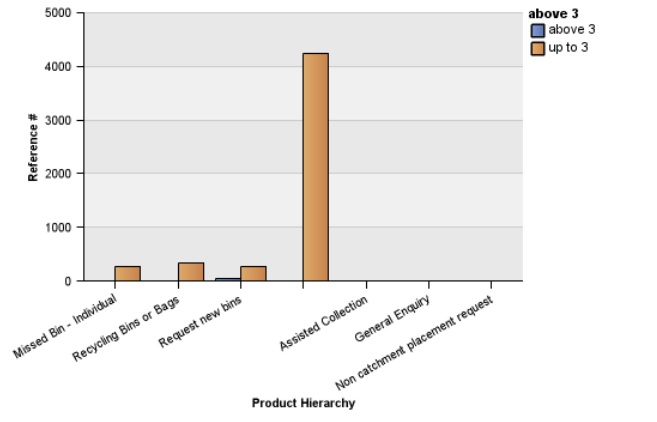 5000
above 3
above 3
up to 3
4000
3000
2000
1000
0
Reference #
Missed Bin - Individual
Recycling Bins or Bags
Request new bins
Assisted Collection
General Enquiry
Non catchment placement request
Product Hierarchy